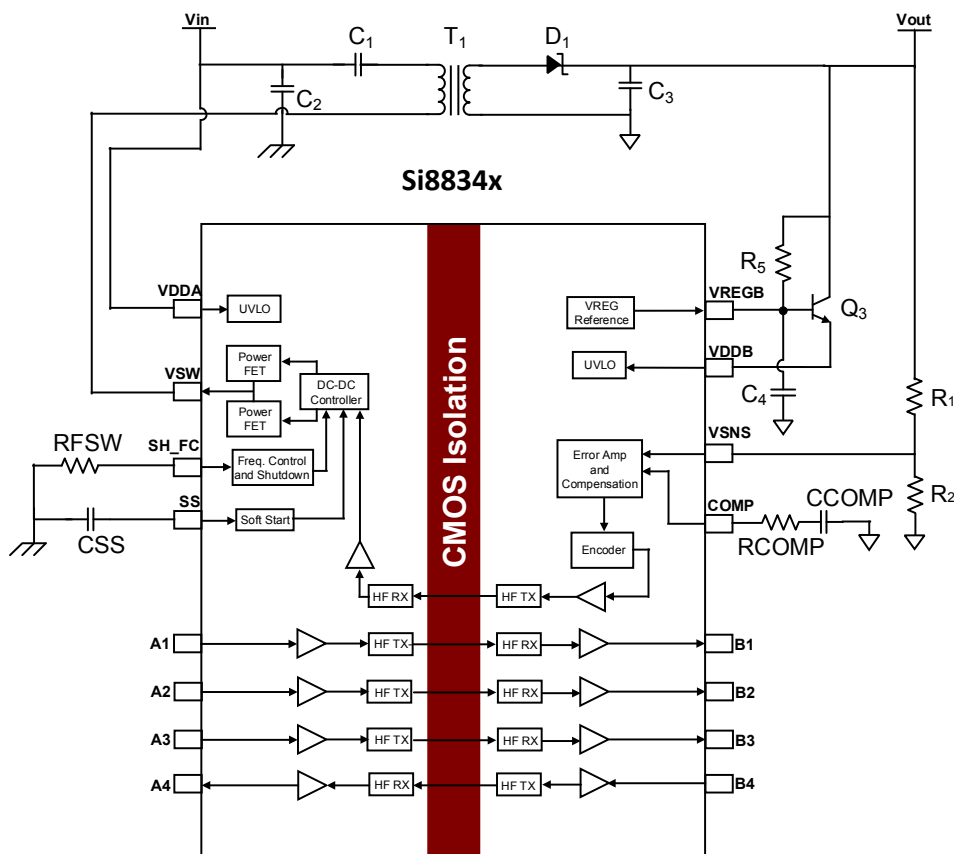 Vin
Vout
C1
T1
D1
C2
C3
Si8834x
R5
VDDA
UVLO
VREG
Reference
VREGB
Q3
VSW
Power
FET
DC-DC
Controller
Power
FET
UVLO
VDDB
C4
R1
RFSW
SH_FC
Freq. Control
and Shutdown
CMOS Isolation
Error Amp
and
Compensation
VSNS
SS
Soft Start
CSS
COMP
CCOMP
RCOMP
R2
Encoder
HF RX
HF TX
A1
HF TX
HF RX
B1
A2
HF TX
HF RX
B2
A3
HF TX
HF RX
B3
A4
HF RX
HF TX
B4